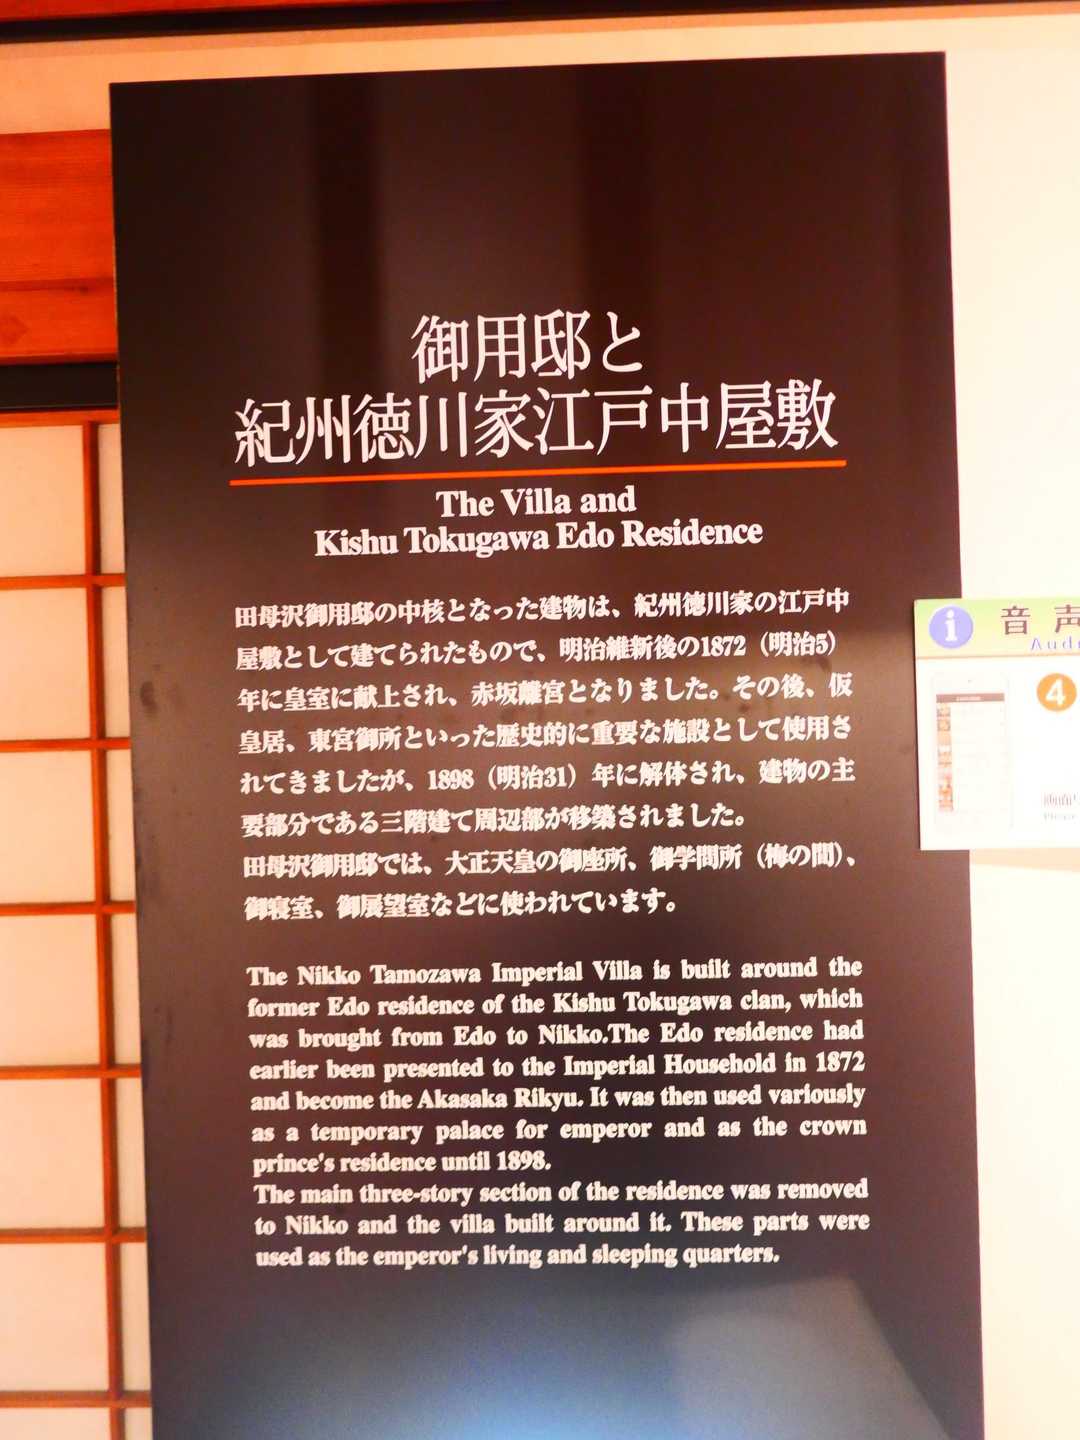 御用邸と
紀州徳川家江戸中屋敷
The Villa and
Kishu Tokugawa Edo Residence
田母沢御用邸の中核となった建物は、紀州徳川家の江戸中
屋敷として建てられたもので、明治維新後の1872（明治5）
年に皇室に献上され、赤坂離宮となりました。その後、仮
皇居、東宮御所といった歴史的に重要な施設として使用さ
れてきましたが、1898（明治31）年に解体され、建物の主
要部分である三階建て周辺部が移築されました。
田母沢御用邸では、大正天皇の御座所、御学問所（梅の間）、
御寝室、御展望室などに使われています。
The Nikko Tamozawa Imperial Villa is built around the
former Edo residence of the Kishu Tokugawa clan, which
was brought from Edo to Nikko.The Edo residence had
earlier been presented to the Imperial Household in 1872
and become the Akasaka Rikyu. It was then used variously
as a temporary palace for emperor and as the crown
prince's residence until 1898.
The main three-story section of the residence was removed
to Nikko and the villa built around it. These parts were
used as the emperor's living and sleeping quarters.
i 音声
4